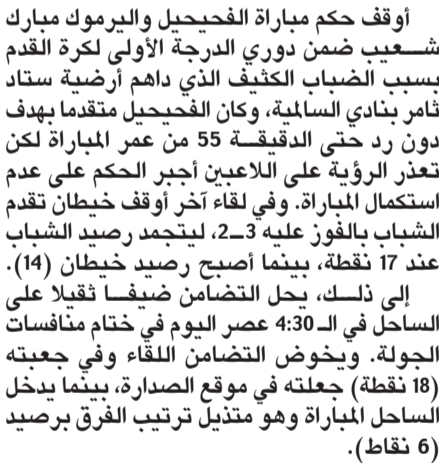 أوقف حكم مباراة الفحيحيل واليرموك مبارك
شعيب ضمن دوري الدرجة الأولى لكرة القدم
بسبب الضباب الكثيف الذي داهم أرضية ستاد
ثامر بنادي السالمية، وكان الفحيحيل متقدما بهدف
دون رد حتى الدقيقة 55 من عمر المباراة لكن
تعذر الرؤية على اللاعبين أجبر الحكم على عدم
استكمال المباراة. وفي لقاء آخر أوقف خيطان تقدم
الشباب بالفوز عليه 3-2، ليتجمد رصيد الشباب
عند 17 نقطة، بينما أصبح رصيد خيطان (14).
إلى ذلك، يحل التضامن ضيفا ثقيلا على
الساحل في الـ 4:30 عصر اليوم في ختام منافسات
الجولة. ويخوض التضامن اللقاء وفي جعبته
(18 نقطة) جعلته في موقع الصدارة، بينما يدخل
الساحل المباراة وهو متذيل ترتيب الفرق برصيد
(6 نقاط).